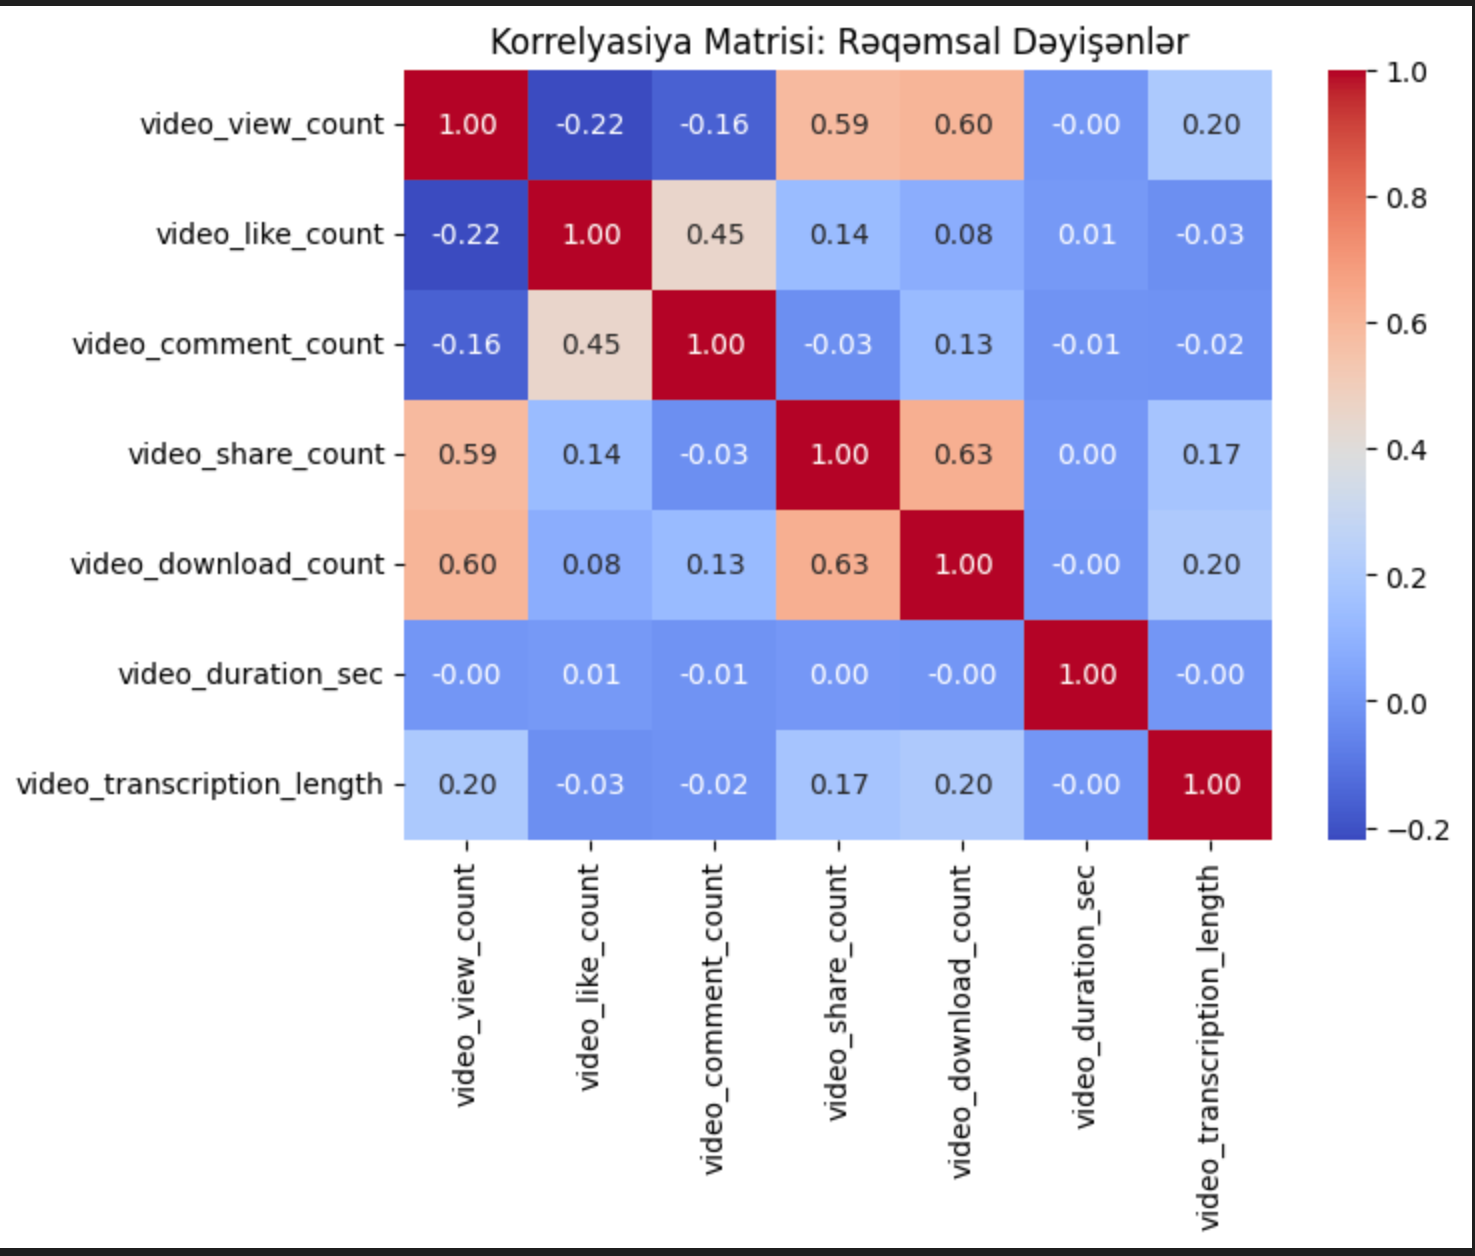 Korrelyasiya Matrisi: Rəqəmsal Dəyişənlər
video_view_count 1.00 -0.22 -0.16 0.59 0.60 -0.00 0.20
video_like_count -0.22 1.00 0.45 0.14 0.08 0.01 -0.03
video_comment_count -0.16 0.45 1.00 -0.03 0.13 -0.01 -0.02
video_share_count 0.59 0.14 -0.03 1.00 0.63 0.00 0.17
video_download_count 0.60 0.08 0.13 0.63 1.00 -0.00 0.20
video_duration_sec -0.00 0.01 -0.01 0.00 -0.00 1.00 -0.00
video_transcription_length 0.20 -0.03 -0.02 0.17 0.20 -0.00 1.00
video_view_count
video_like_count
video_comment_count
video_share_count
video_download_count
video_duration_sec
video_transcription_length
1.0
0.8
0.6
0.4
0.2
0.0
−0.2